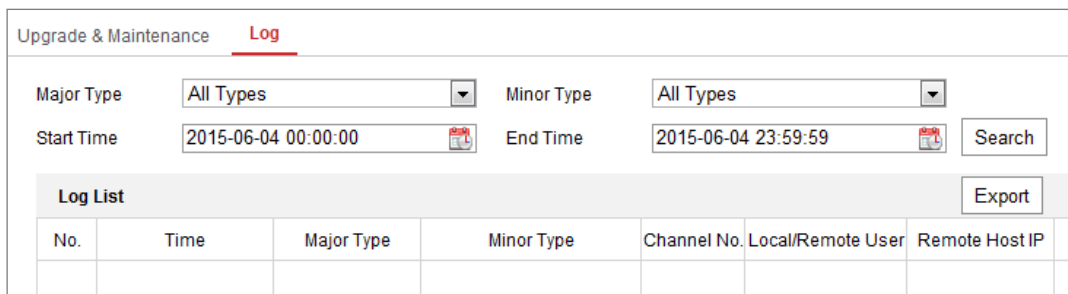 Upgrade & Maintenance Log
Major Type All Types Minor Type All Types
Start Time 2015-06-04 00:00:00 End Time 2015-06-04 23:59:59 Search
Log List Export
No. Time Major Type Minor Type Channel No. Local/Remote User Remote Host IP